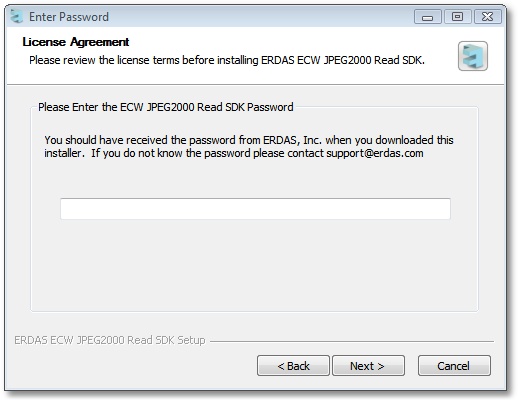 Enter Password
License Agreement
Please review the license terms before installing ERDAS ECW JPEG2000 Read SDK.
Please Enter the ECW JPEG2000 Read SDK Password
You should have received the password from ERDAS, Inc. when you downloaded this
installer.  If you do not know the password please contact support@erdas.com
ERDAS ECW JPEG2000 Read SDK Setup
< Back
Next >
Cancel